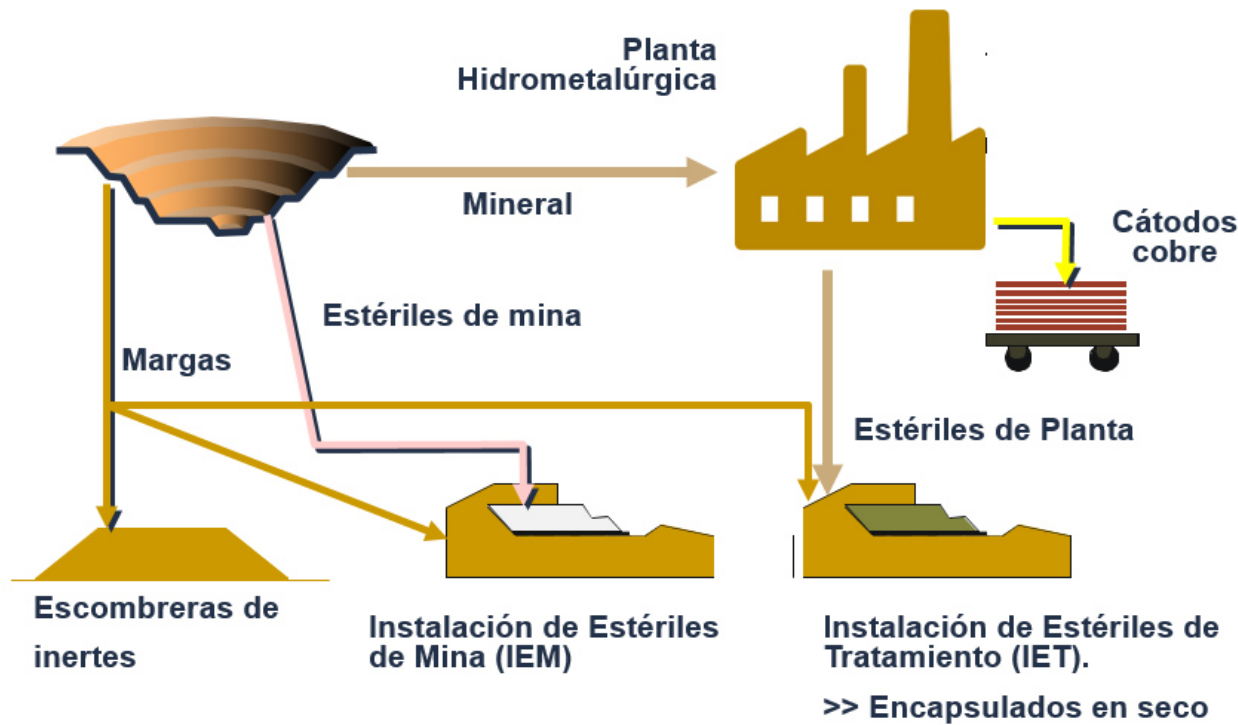 Planta
Hidrometalúrgica
Mineral
Cátodos
cobre
Estériles de mina
Margas
Estériles de Planta
Escombreras de
inertes
Instalación de Estériles
de Mina (IEM)
Instalación de Estériles de
Tratamiento (IET).
>> Encapsulados en seco